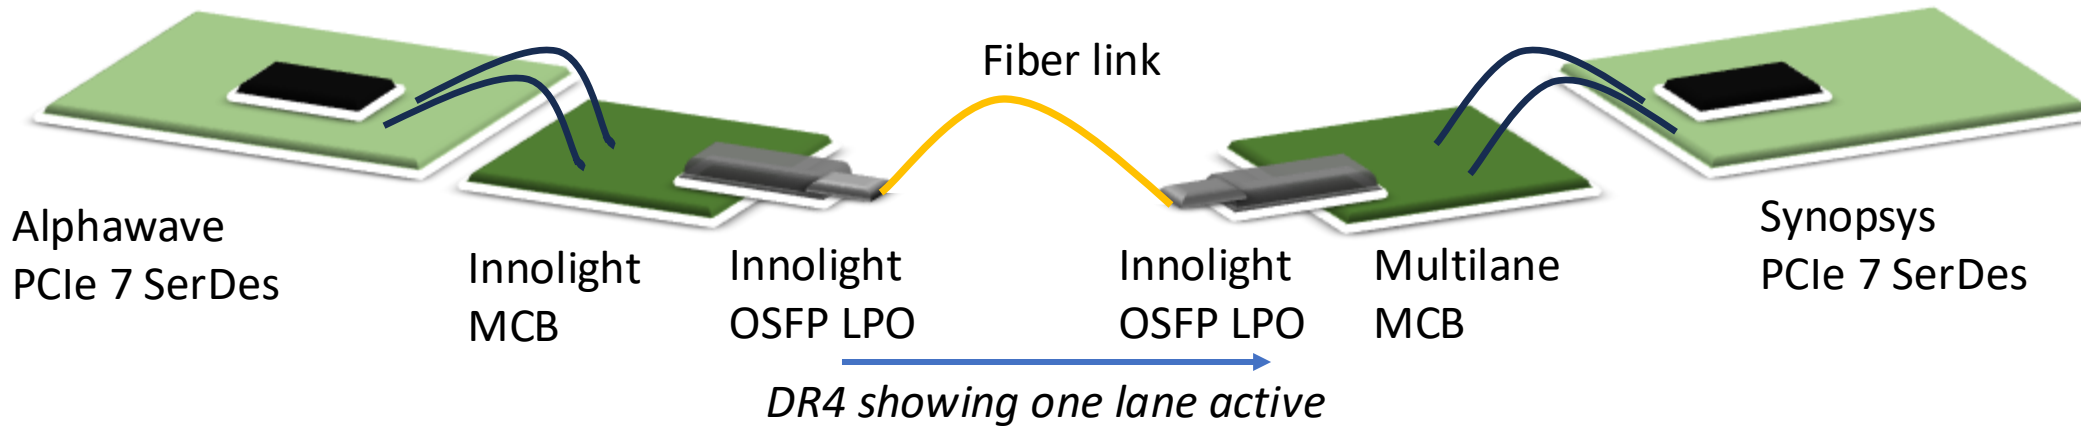 Fiber link
Alphawave
PCIe 7 SerDes
Innolight
MCB
Innolight
OSFP LPO
Innolight
OSFP LPO
Multilane
MCB
Synopsys
PCIe 7 SerDes
DR4 showing one lane active